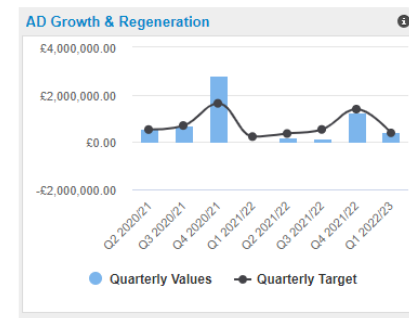 AD Growth & Regeneration
£4,000,000.00
£2,000,000.00
£0.00
-£2,000,000.00
Q2 2020/21
Q3 2020/21
Q4 2020/21
Q1 2021/22
Q2 2021/22
Q3 2021/22
Q4 2021/22
Q1 2022/23
Quarterly Values
Quarterly Target